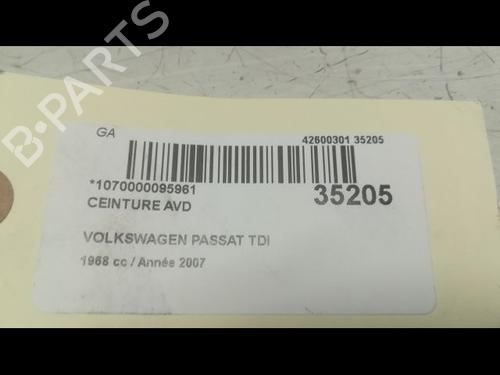 B-PARTS
GA
42600301 35205
*1070000095961
35205
CEINTURE AVD
VOLKSWAGEN PASSAT TDI
1968 cc / Année 2007